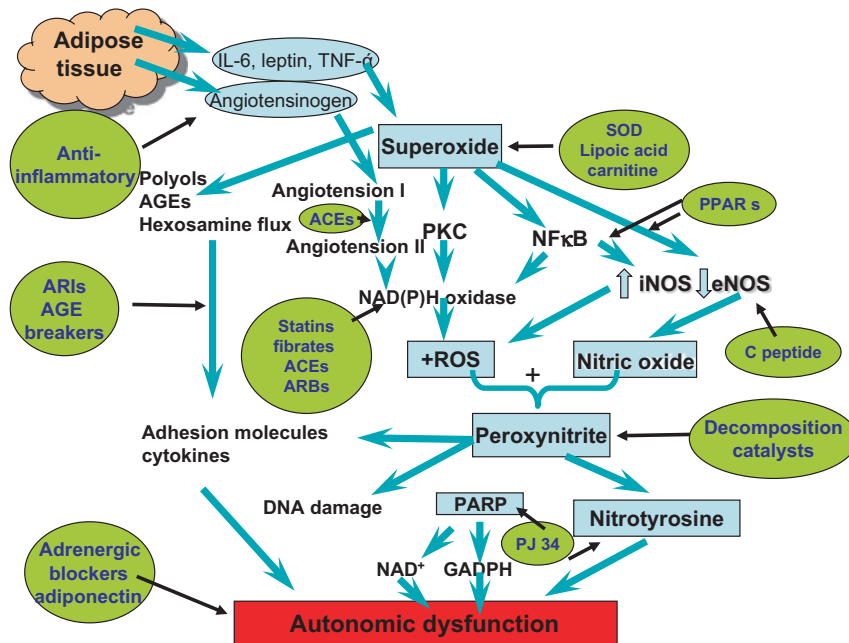 Adipose
tissue
IL-6, leptin, TNF-ά
Angiotensinogen
Anti-
inflammatory
Superoxide
SOD
Lipoic acid
carnitine
Polyols
AGEs
Hexosamine flux
Angiotension I
ACEs
Angiotension II
PKC
NFκB
PPAR s
iNOS
eNOS
ARIs
AGE
breakers
NAD(P)H oxidase
Statins
fibrates
ACEs
ARBs
+ROS
+
Nitric oxide
C peptide
Adhesion molecules
cytokines
Peroxynitrite
Decomposition
catalysts
DNA damage
PARP
Nitrotyrosine
PJ 34
NAD+
GADPH
Adrenergic
blockers
adiponectin
Autonomic dysfunction